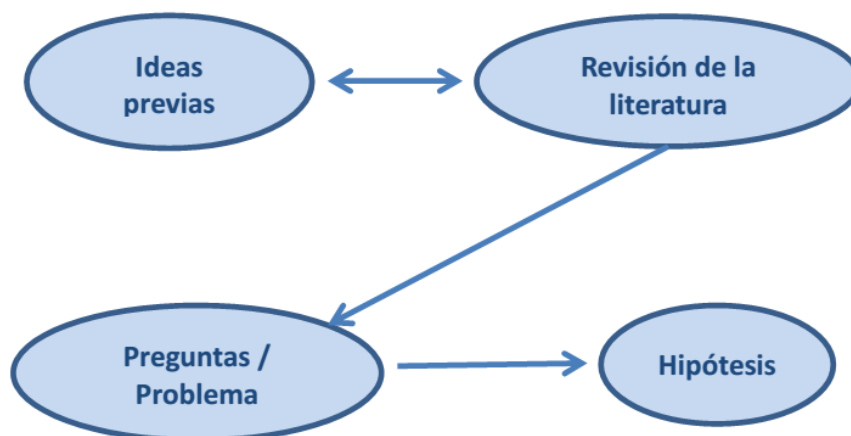 Ideas
previas
Revisión de la
literatura
Preguntas /
Problema
Hipótesis